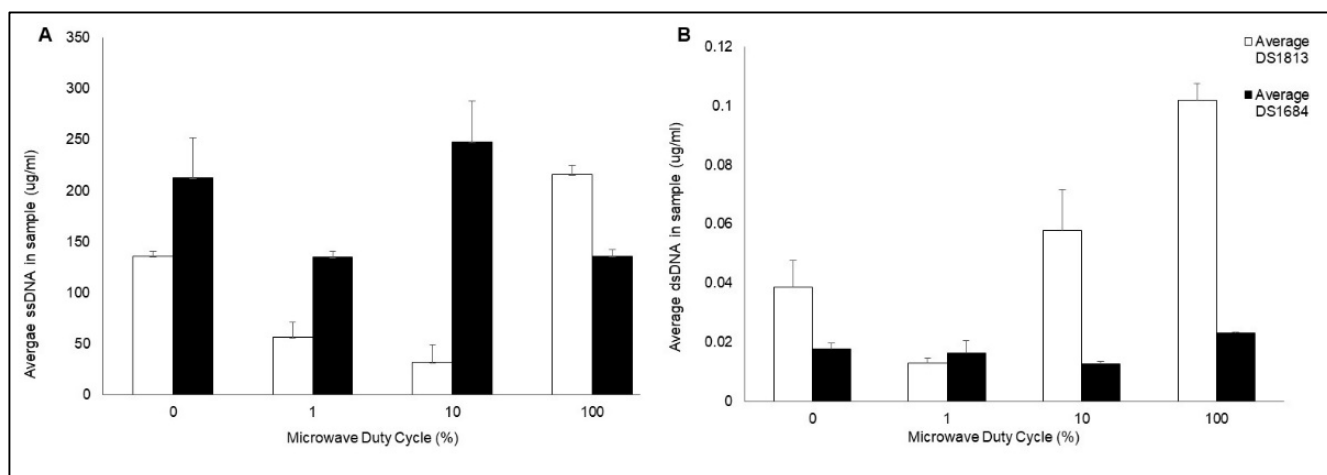 A
350
300
250
200
150
100
50
0
Avergae ssDNA in sample (ug/ml)
0 1 10 100
Microwave Duty Cycle (%)
B
0.12
0.1
0.08
0.06
0.04
0.02
0
Average dsDNA in sample (ug/ml)
0 1 10 100
Microwave Duty Cycle (%)
Average
DS1813
Average
DS1684